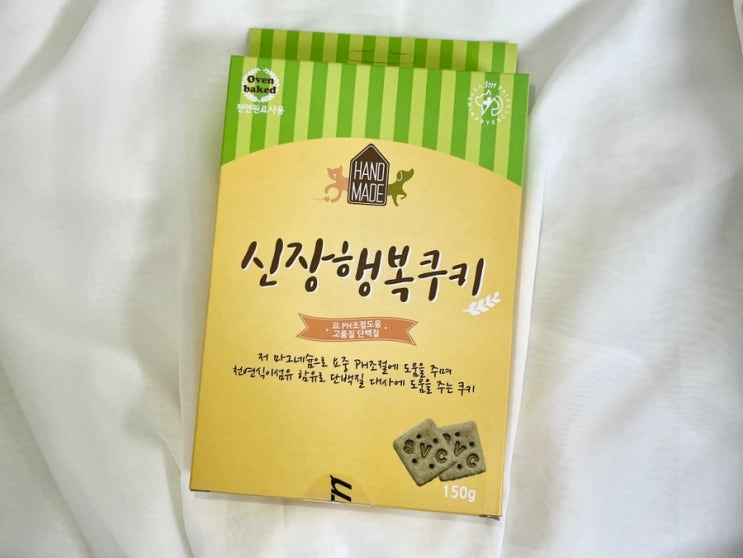 Oven
baked
천연원료사용
HAND
MADE
신장행복쿠키
요 PH조절도움
고품질 단백질
저 마그네슘으로 요중 PH조절에 도움을 주며
천연식이섬유 함유로 단백질 대사에 도움을 주는 쿠키
SVC
VC
150g